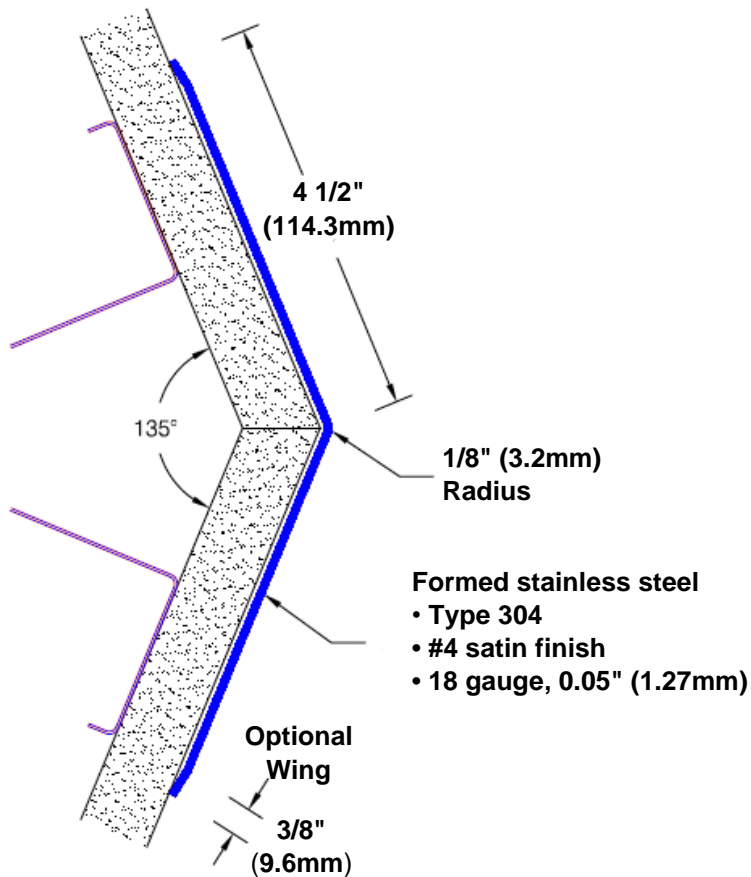 4 1/2"
(114.3mm)
135°
1/8" (3.2mm)
Radius
Formed stainless steel
• Type 304
• #4 satin finish
• 18 gauge, 0.05" (1.27mm)
Optional
Wing
3/8"
(9.6mm)